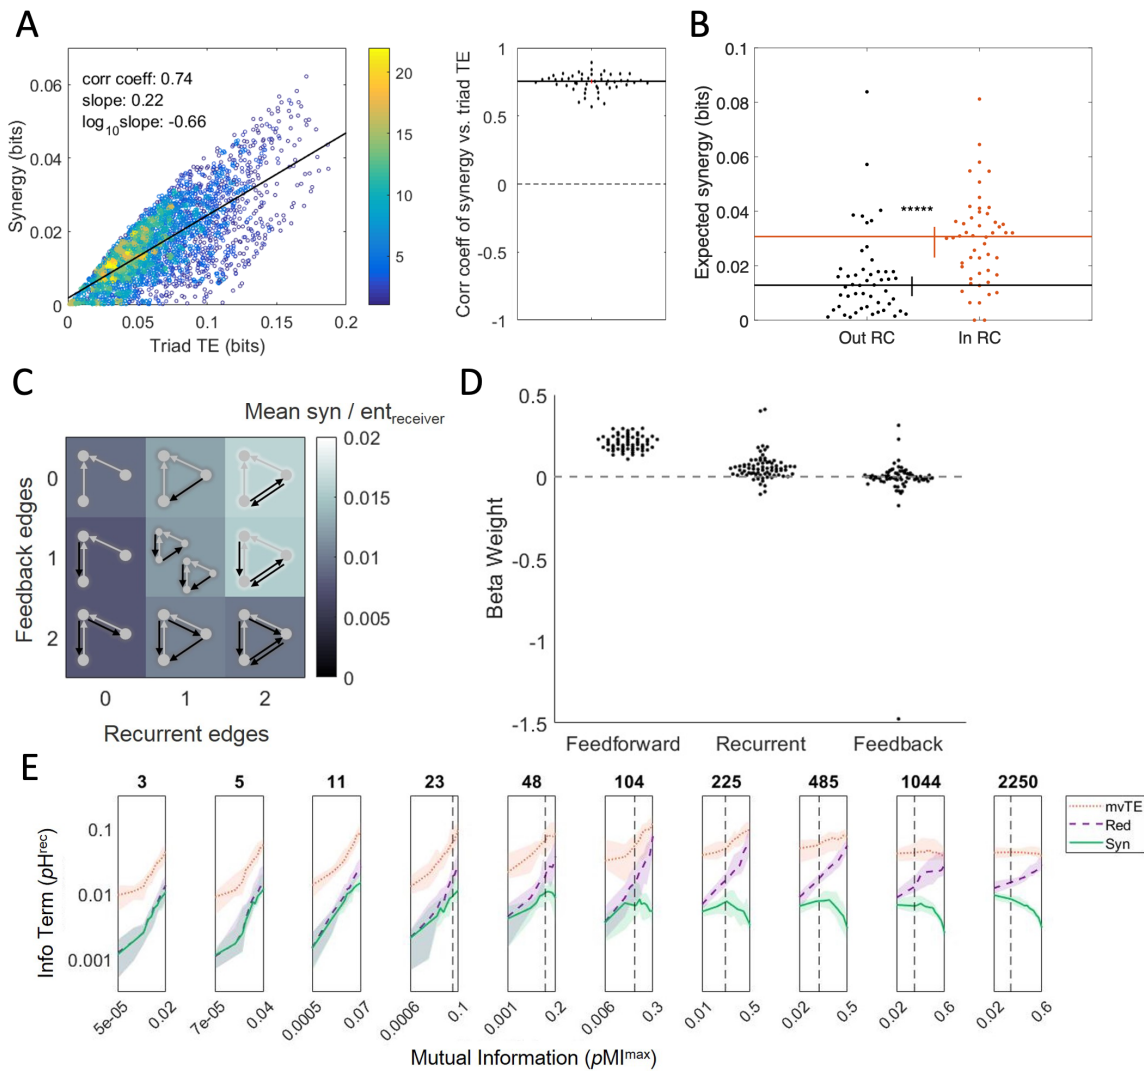 A
corr coeff: 0.74
slope: 0.22
log10slope: -0.66
Synergy (bits)
0.06
0.04
0.02
0
0
0.05
0.1
0.15
0.2
Triad TE (bits)
20
15
10
5
Corr coeff of synergy vs. triad TE
1
0.5
0
-0.5
-1
B
Expected synergy (bits)
0.1
0.08
0.06
0.04
0.02
0
*****
Out RC
In RC
C
Mean syn / entreceiver
Feedback edges
0
1
2
0
1
2
Recurrent edges
0.02
0.015
0.01
0.005
0
D
Beta Weight
0.5
0
-0.5
-1
-1.5
Feedforward
Recurrent
Feedback
E
3
5
11
23
48
104
225
485
1044
2250
Info Term (pHrec)
0.1
0.01
0.001
5e-05
0.02
7e-05
0.04
0.0005
0.07
0.0006
0.1
0.001
0.2
0.006
0.3
0.01
0.5
0.02
0.5
0.02
0.6
0.02
0.6
Mutual Information (pMImax)
mvTE
Red
Syn